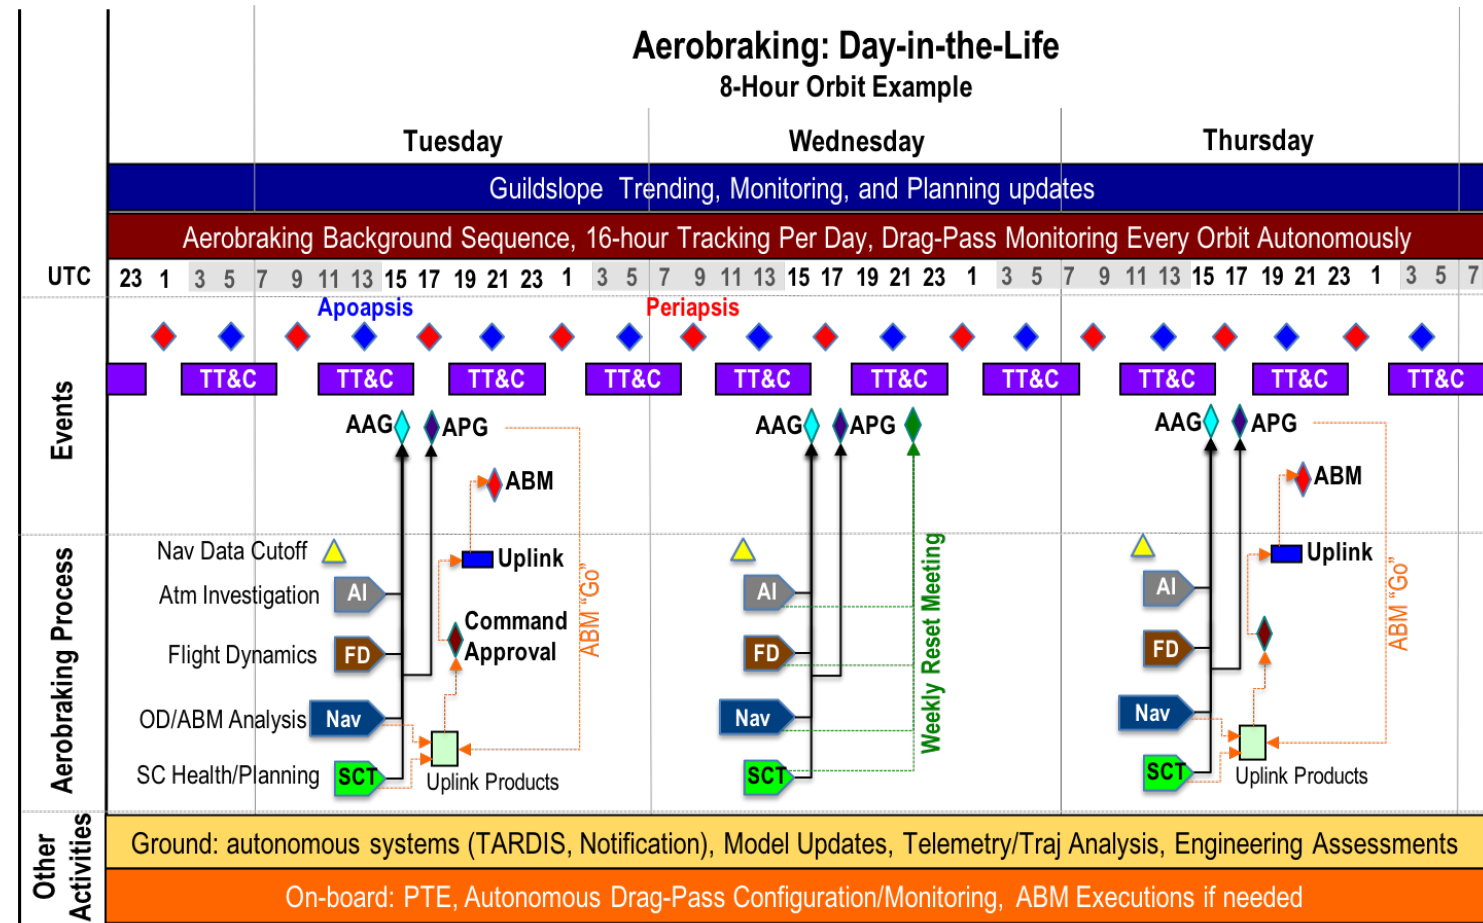 Aerobraking: Day-in-the-Life
8-Hour Orbit Example
Tuesday Wednesday Thursday
Guildslope Trending, Monitoring, and Planning updates
Aerobraking Background Sequence, 16-hour Tracking Per Day, Drag-Pass Monitoring Every Orbit Autonomously
UTC 23 1 3 5 7 9 11 13 15 17 19 21 23 1 3 5 7 9 11 13 15 17 19 21 23 1 3 5 7 9 11 13 15 17 19 21 23 1 3 5 7
Apoapsis Periapsis
Events
TT&C TT&C TT&C TT&C TT&C TT&C TT&C TT&C TT&C TT&C
AAG APG AAG APG AAG APG
ABM ABM
Aerobraking Process
Nav Data Cutoff Uplink Uplink
Atm Investigation AI AI AI
Command
Approval
Flight Dynamics FD FD FD
OD/ABM Analysis Nav Nav Nav
SC Health/Planning SCT SCT SCT
Uplink Products Uplink Products
ABM "Go"
Weekly Reset Meeting
ABM "Go"
Other
Activities
Ground: autonomous systems (TARDIS, Notification), Model Updates, Telemetry/Traj Analysis, Engineering Assessments
On-board: PTE, Autonomous Drag-Pass Configuration/Monitoring, ABM Executions if needed